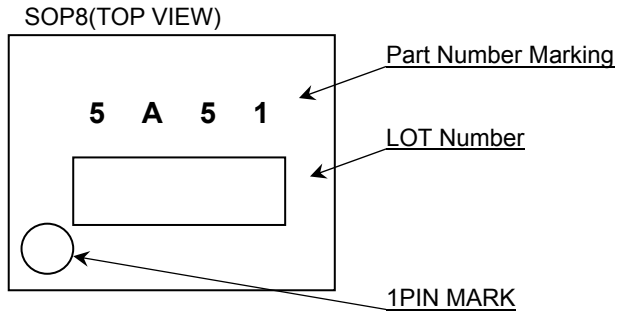 SOP8(TOP VIEW)
Part Number Marking
5 A 5 1
LOT Number
1PIN MARK